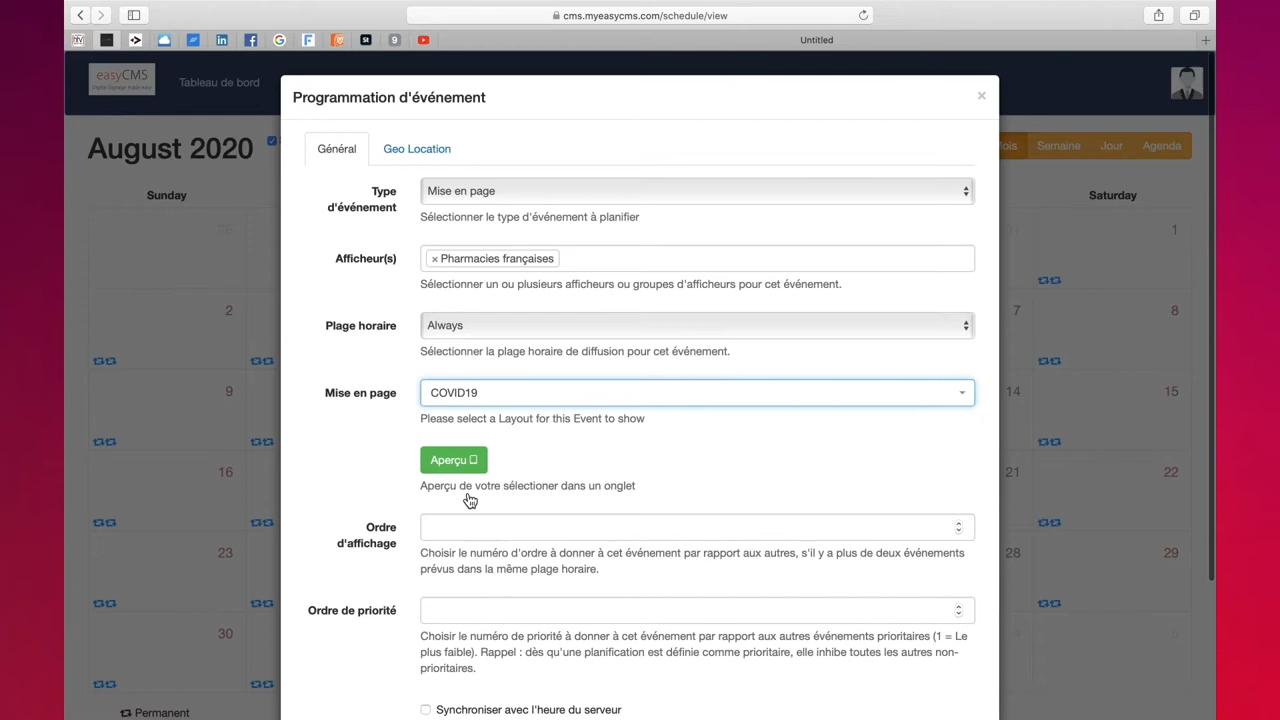 cms.myeasycms.com/schedule/view
Untitled
easyCMS
Tableau de bord
Programmation d'événement
×
August 2020
Général
Geo Location
Semaine
Jour
Agenda
Sunday
Saturday
Type d'événement
Mise en page
Sélectionner le type d'événement à planifier
1
Afficheur(s)
× Pharmacies françaises
Sélectionner un ou plusieurs afficheurs ou groupes d'afficheurs pour cet événement.
2
7
8
Plage horaire
Always
Sélectionner la plage horaire de diffusion pour cet événement.
9
14
15
Mise en page
COVID19
Please select a Layout for this Event to show
16
21
22
Aperçu
Aperçu de votre sélectioner dans un onglet
23
28
29
Ordre d'affichage
Choisir le numéro d'ordre à donner à cet événement par rapport aux autres, s'il y a plus de deux événements
prévus dans la même plage horaire.
30
Ordre de priorité
Choisir le numéro de priorité à donner à cet événement par rapport aux autres événements prioritaires (1 = Le
plus faible). Rappel : dès qu'une planification est définie comme prioritaire, elle inhibe toutes les autres non-
prioritaires.
Permanent
Synchroniser avec l'heure du serveur